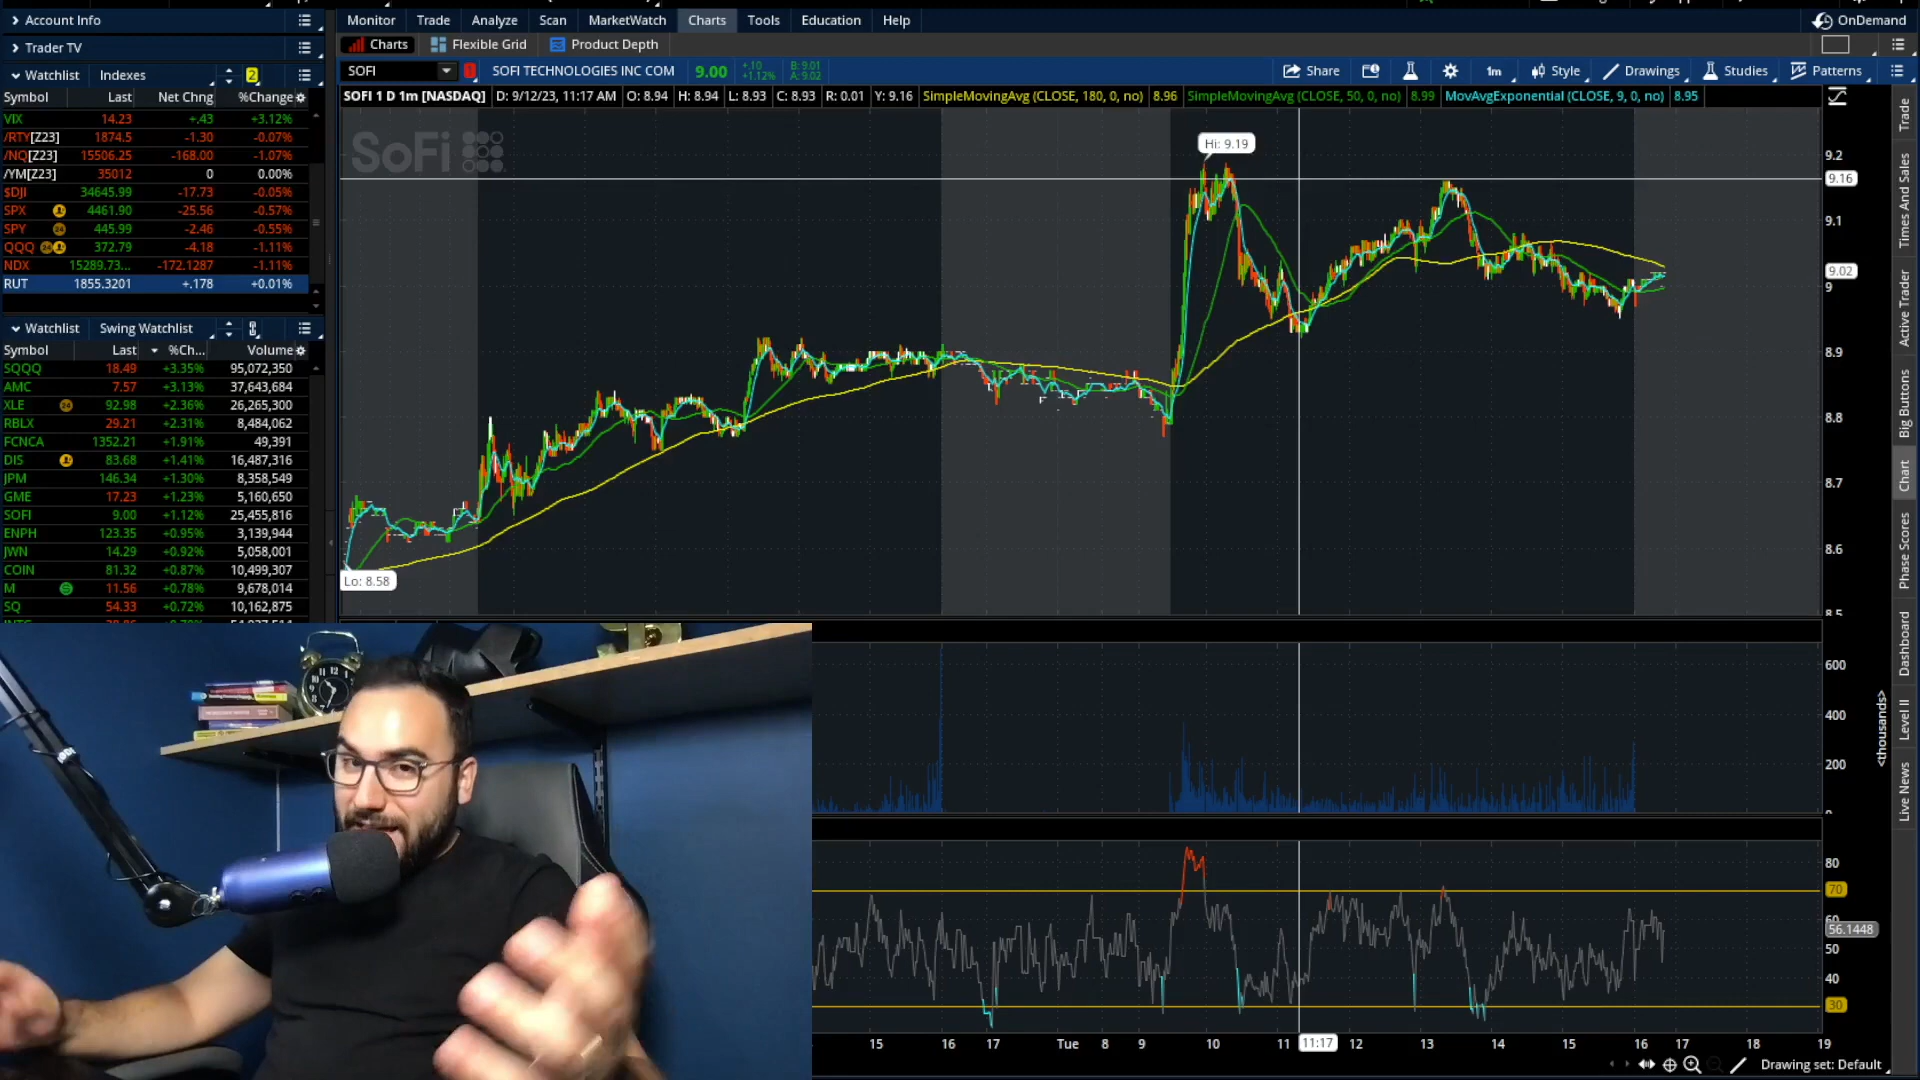 Account Info
Trader TV
Watchlist Indexes 2
Symbol Last Net Chng %Change
VIX 14.23 +.43 +3.12%
/RTY[Z23] 1874.5 -1.30 -0.07%
/NQ[Z23] 15506.25 -168.00 -1.07%
/YM[Z23] 35012 0 0.00%
$DJI 34645.99 -17.73 -0.05%
SPX 4461.90 -25.56 -0.57%
SPY 445.99 -2.46 -0.55%
QQQ 372.79 -4.18 -1.11%
NDX 15289.73... -172.1287 -1.11%
RUT 1855.3201 +.178 +0.01%
Watchlist Swing Watchlist
Symbol Last %Ch... Volume
SQQQ 18.49 +3.35% 95,072,350
AMC 7.57 +3.13% 37,643,684
XLE 92.98 +2.36% 26,265,300
RBLX 29.21 +2.31% 8,484,062
FCNCA 1352.21 +1.91% 49,391
DIS 83.68 +1.41% 16,487,316
JPM 146.34 +1.30% 8,358,549
GME 17.23 +1.23% 5,160,650
SOFI 9.00 +1.12% 25,455,816
ENPH 123.35 +0.95% 3,139,944
JWN 14.29 +0.92% 5,058,001
COIN 81.32 +0.87% 10,499,307
M 11.56 +0.78% 9,678,014
SQ 54.33 +0.72% 10,162,875
Monitor Trade Analyze Scan MarketWatch Charts Tools Education Help
OnDemand
Charts Flexible Grid Product Depth
SOFI SOFI TECHNOLOGIES INC COM 9.00 +.10 B: 9.01
+1.12% A: 9.02
Share 1m Style Drawings Studies Patterns
SOFI 1 D 1m [NASDAQ] D: 9/12/23, 11:17 AM O: 8.94 H: 8.94 L: 8.93 C: 8.93 R: 0.01 Y: 9.16 SimpleMovingAvg (CLOSE, 180, 0, no) 8.96 SimpleMovingAvg (CLOSE, 50, 0, no) 8.99 MovAvgExponential (CLOSE, 9, 0, no) 8.95
SoFi
Hi: 9.19
Lo: 8.58
9.2
9.16
9.1
9.02
9
8.9
8.8
8.7
8.6
8.5
600
400
200
<thousands>
80
70
60
56.1448
50
40
30
15 16 17 Tue 8 9 10 11 11:17 12 13 14 15 16 17 18 19
Drawing set: Default
Trade
Times And Sales
Active Trader
Big Buttons
Chart
Phase Scores
Dashboard
Level II
Live News